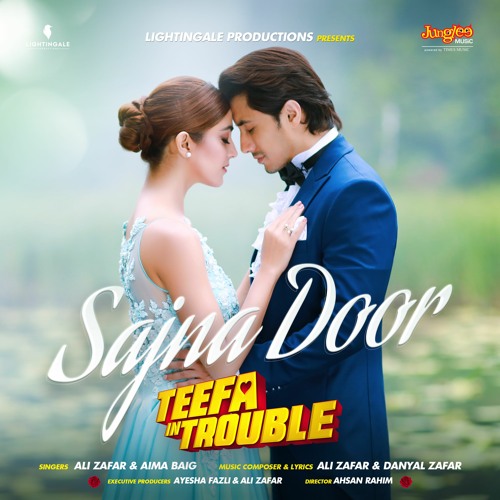 LIGHTINGALE PRODUCTIONS PRESENTS
LIGHTINGALE
Junglee
MUSIC
Sajna Door
TEEFA
IN TROUBLE
SINGERS ALI ZAFAR & AIMA BAIG MUSIC COMPOSER & LYRICS ALI ZAFAR & DANYAL ZAFAR
EXECUTIVE PRODUCERS AYESHA FAZLI & ALI ZAFAR DIRECTOR AHSAN RAHIM